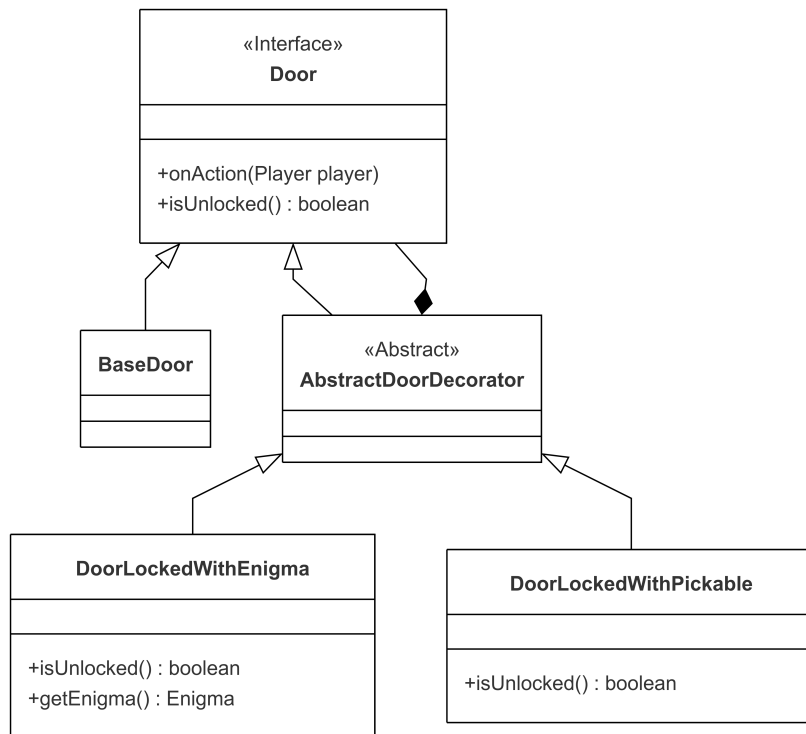 «Interface»
Door
+onAction(Player player)
+isUnlocked() : boolean
BaseDoor
«Abstract»
AbstractDoorDecorator
DoorLockedWithEnigma
+isUnlocked() : boolean
+getEnigma() : Enigma
DoorLockedWithPickable
+isUnlocked() : boolean